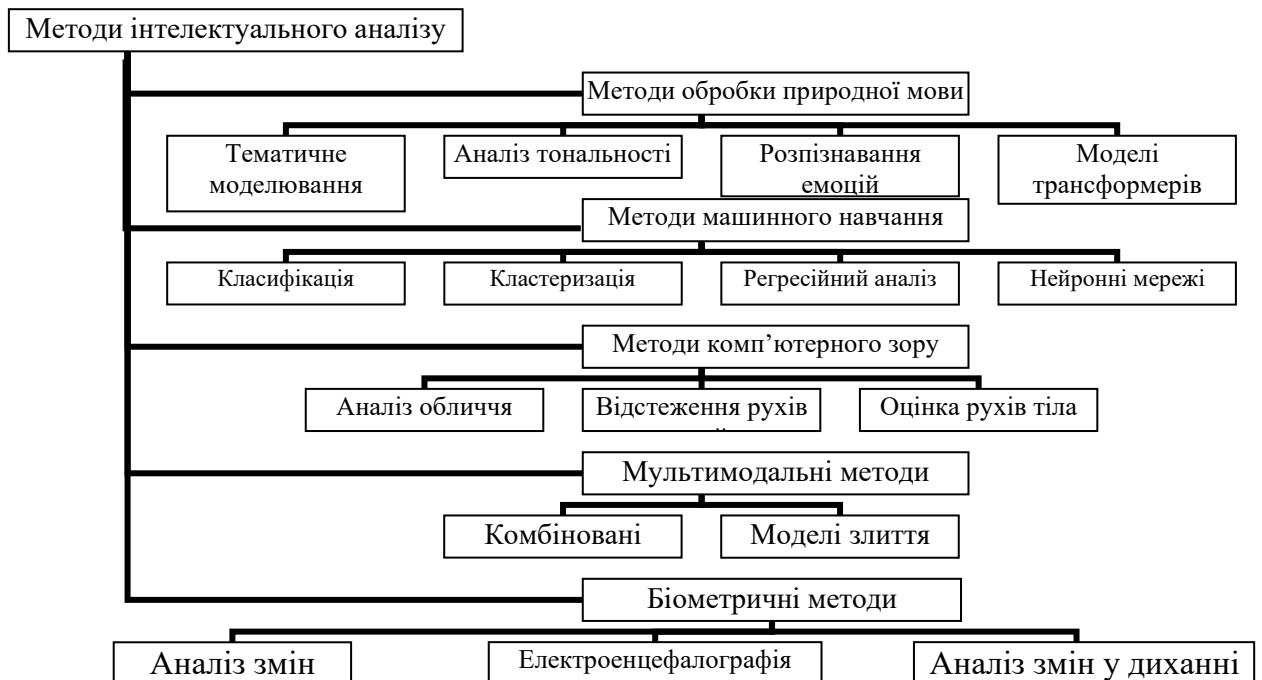 Методи інтелектуального аналізу
Методи обробки природної мови
Тематичне
моделювання
Аналіз тональності
Розпізнавання
емоцій
Моделі
трансформерів
Методи машинного навчання
Класифікація
Кластеризація
Регресійний аналіз
Нейронні мережі
Методи комп’ютерного зору
Аналіз обличчя
Відстеження рухів
Оцінка рухів тіла
Мультимодальні методи
Комбіновані
Моделі злиття
Біометричні методи
Аналіз змін
Електроенцефалографія
Аналіз змін у диханні